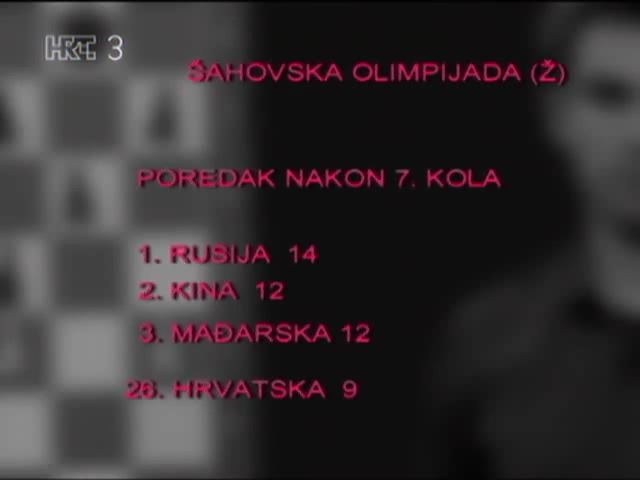 HRT 3
ŠAHOVSKA OLIMPIJADA (Ž)
POREDAK NAKON 7. KOLA
1. RUSIJA 14
2. KINA 12
3. MAĐARSKA 12
26. HRVATSKA 9